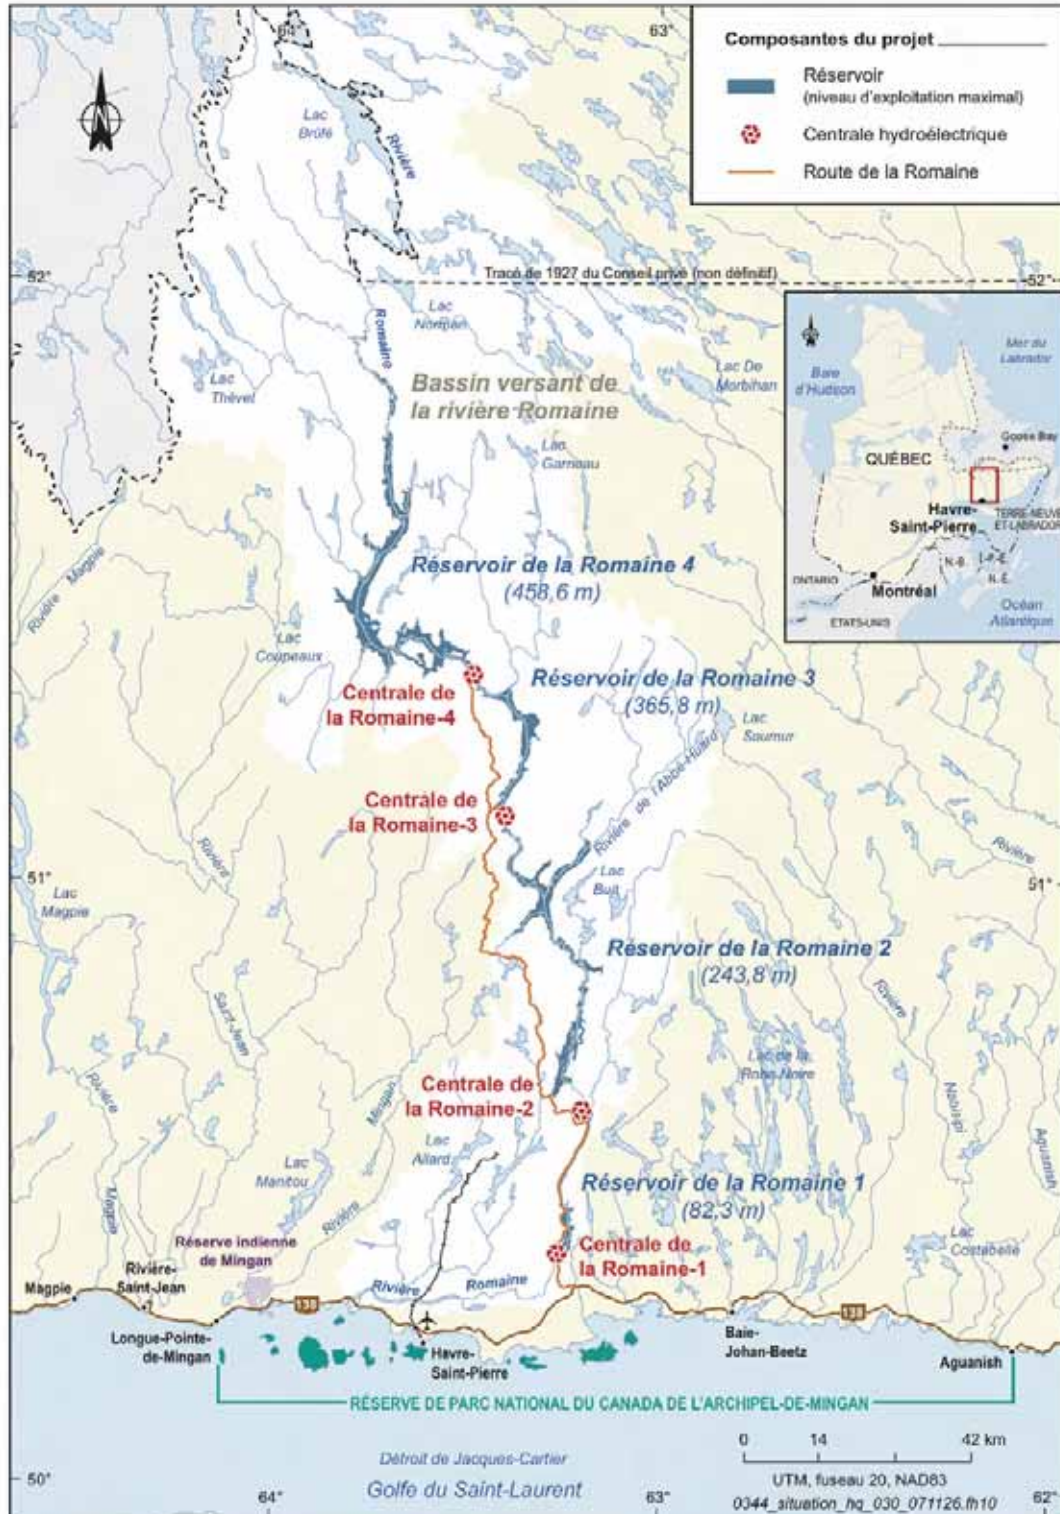 64°
63°
Composantes du projet
Réservoir
(niveau d'exploitation maximal)
Centrale hydroélectrique
Route de la Romaine
Lac
Brûlé
Rivière
52°
Tracé de 1927 du Conseil privé (non définitif)
52°
Lac
Norman
Romaine
Lac
Thévet
Bassin versant de
la rivière Romaine
Lac De
Morbihan
Lac
Garneau
Baie
d'Hudson
Mer du
Labrador
Goose Bay
QUÉBEC
Havre-
Saint-Pierre
TERRE-NEUVE
ET-LABRADOR
N.-B.
Î.-P.-É.
N.-É.
ONTARIO
Montréal
ÉTATS-UNIS
Océan
Atlantique
Rivière Magpie
Réservoir de la Romaine 4
(458,6 m)
Lac
Coupeaux
Centrale de
la Romaine-4
Réservoir de la Romaine 3
(365,8 m)
Lac
Saumur
Rivière de l'Abbé-Huard
Centrale de
la Romaine-3
Rivière
Rivière
51°
51°
Lac
Magpie
Lac
Buit
Réservoir de la Romaine 2
(243,8 m)
Rivière
Saint-Jean
Lac de la
Robe Noire
Rivière
Magpie
Mingan
Rivière
Centrale de
la Romaine-2
Nabisipi
Aguanish
Lac
Allard
Lac
Manitou
Réservoir de la Romaine 1
(82,3 m)
Réserve indienne
de Mingan
Centrale de
la Romaine-1
Lac
Costebelle
Rivière
Romaine
Magpie
Rivière-
Saint-Jean
138
138
Longue-Pointe-
de-Mingan
Havre-
Saint-Pierre
Baie-
Johan-Beetz
Aguanish
RÉSERVE DE PARC NATIONAL DU CANADA DE L'ARCHIPEL-DE-MINGAN
0 14 42 km
Détroit de Jacques-Cartier
Golfe du Saint-Laurent
UTM, fuseau 20, NAD83
0344_situation_hq_030_071126.fh10
50°
64°
63°
62°